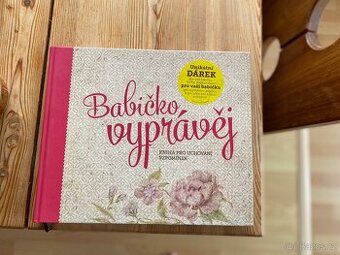 Unikátní
DÁREK
pro vaši babičku
Babičko,
vyprávěj
KNIHA PRO UCHOVÁNÍ
VZPOMÍNEK